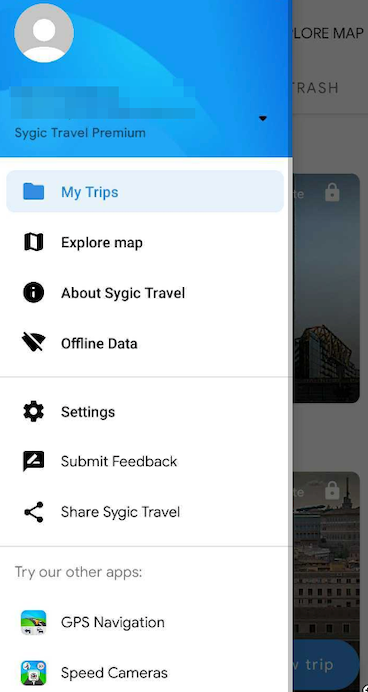 PLORE MAP
TRASH
Sygic Travel Premium
My Trips
te
Explore map
About Sygic Travel
Offline Data
Settings
Submit Feedback
te
Share Sygic Travel
Try our other apps:
GPS Navigation
w trip
Speed Cameras